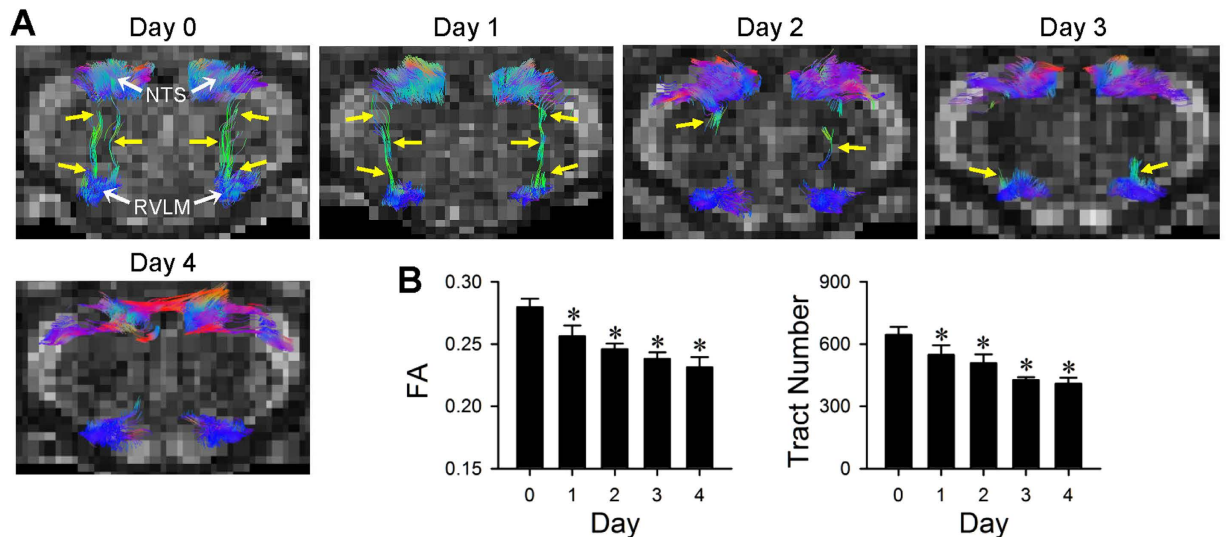 A
Day 0
Day 1
Day 2
Day 3
NTS
RVLM
Day 4
B
0.30
0.25
0.20
0.15
FA
* * * *
0 1 2 3 4
Day
900
600
300
0
Tract Number
* * * *
0 1 2 3 4
Day